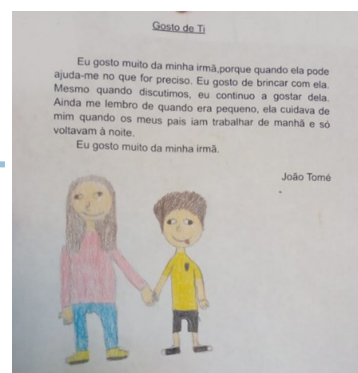 Gosto de Ti
Eu gosto muito da minha irmã,porque quando ela pode
ajuda-me no que for preciso. Eu gosto de brincar com ela.
Mesmo quando discutimos, eu continuo a gostar dela.
Ainda me lembro de quando era pequeno, ela cuidava de
mim quando os meus pais iam trabalhar de manhã e só
voltavam à noite.
Eu gosto muito da minha irmã.
João Tomé